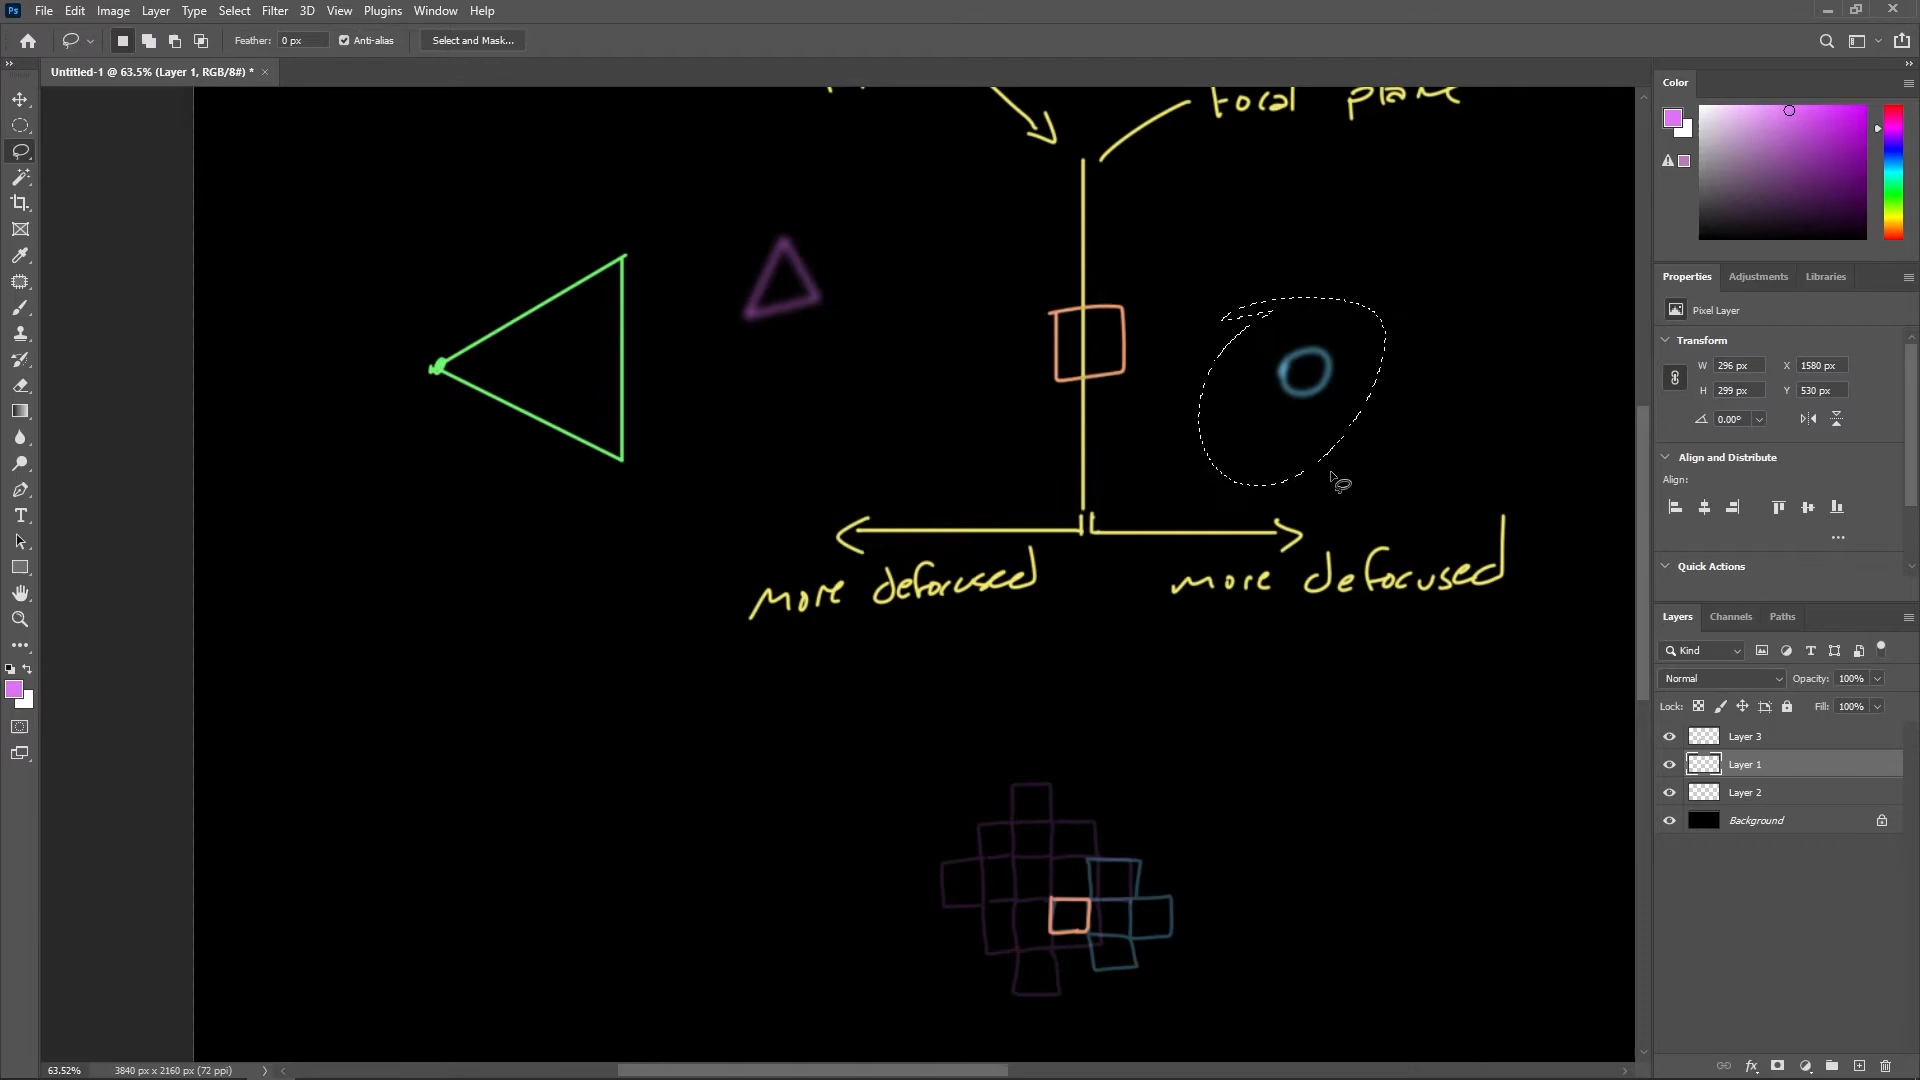 File Edit Image Layer Type Select Filter 3D View Plugins Window Help
Feather: 0 px Anti-alias Select and Mask...
Untitled-1 @ 63.5% (Layer 1, RGB/8#) * ×
focal plane
more defocused more defocused
63.52% 3840 px x 2160 px (72 ppi)
Color
Properties Adjustments Libraries
Pixel Layer
Transform
W 296 px X 1580 px
H 299 px Y 530 px
0.00°
Align and Distribute
Align:
Quick Actions
Layers Channels Paths
Kind
Normal Opacity: 100%
Lock: Fill: 100%
Layer 3
Layer 1
Layer 2
Background